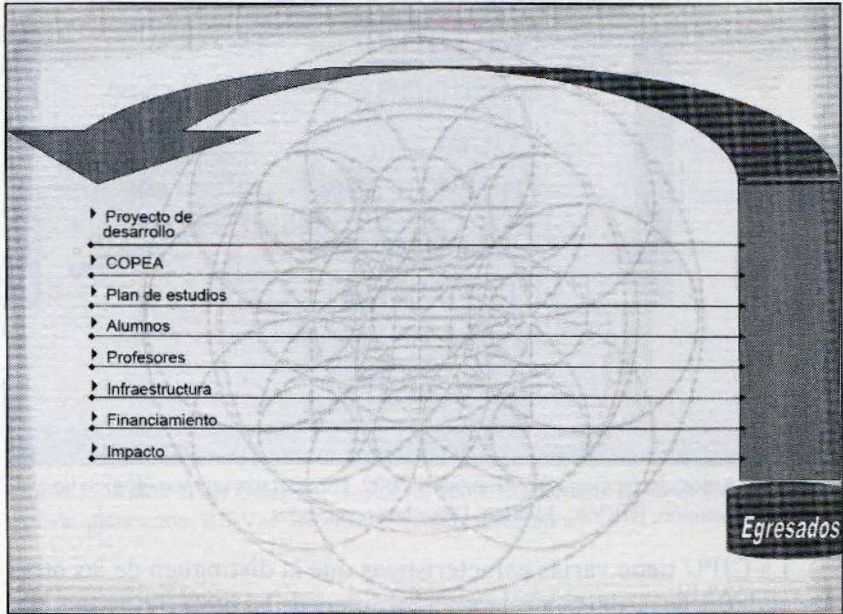 Proyecto de
desarrollo
COPEA
Plan de estudios
Alumnos
Profesores
Infraestructura
Financiamiento
Impacto
Egresados